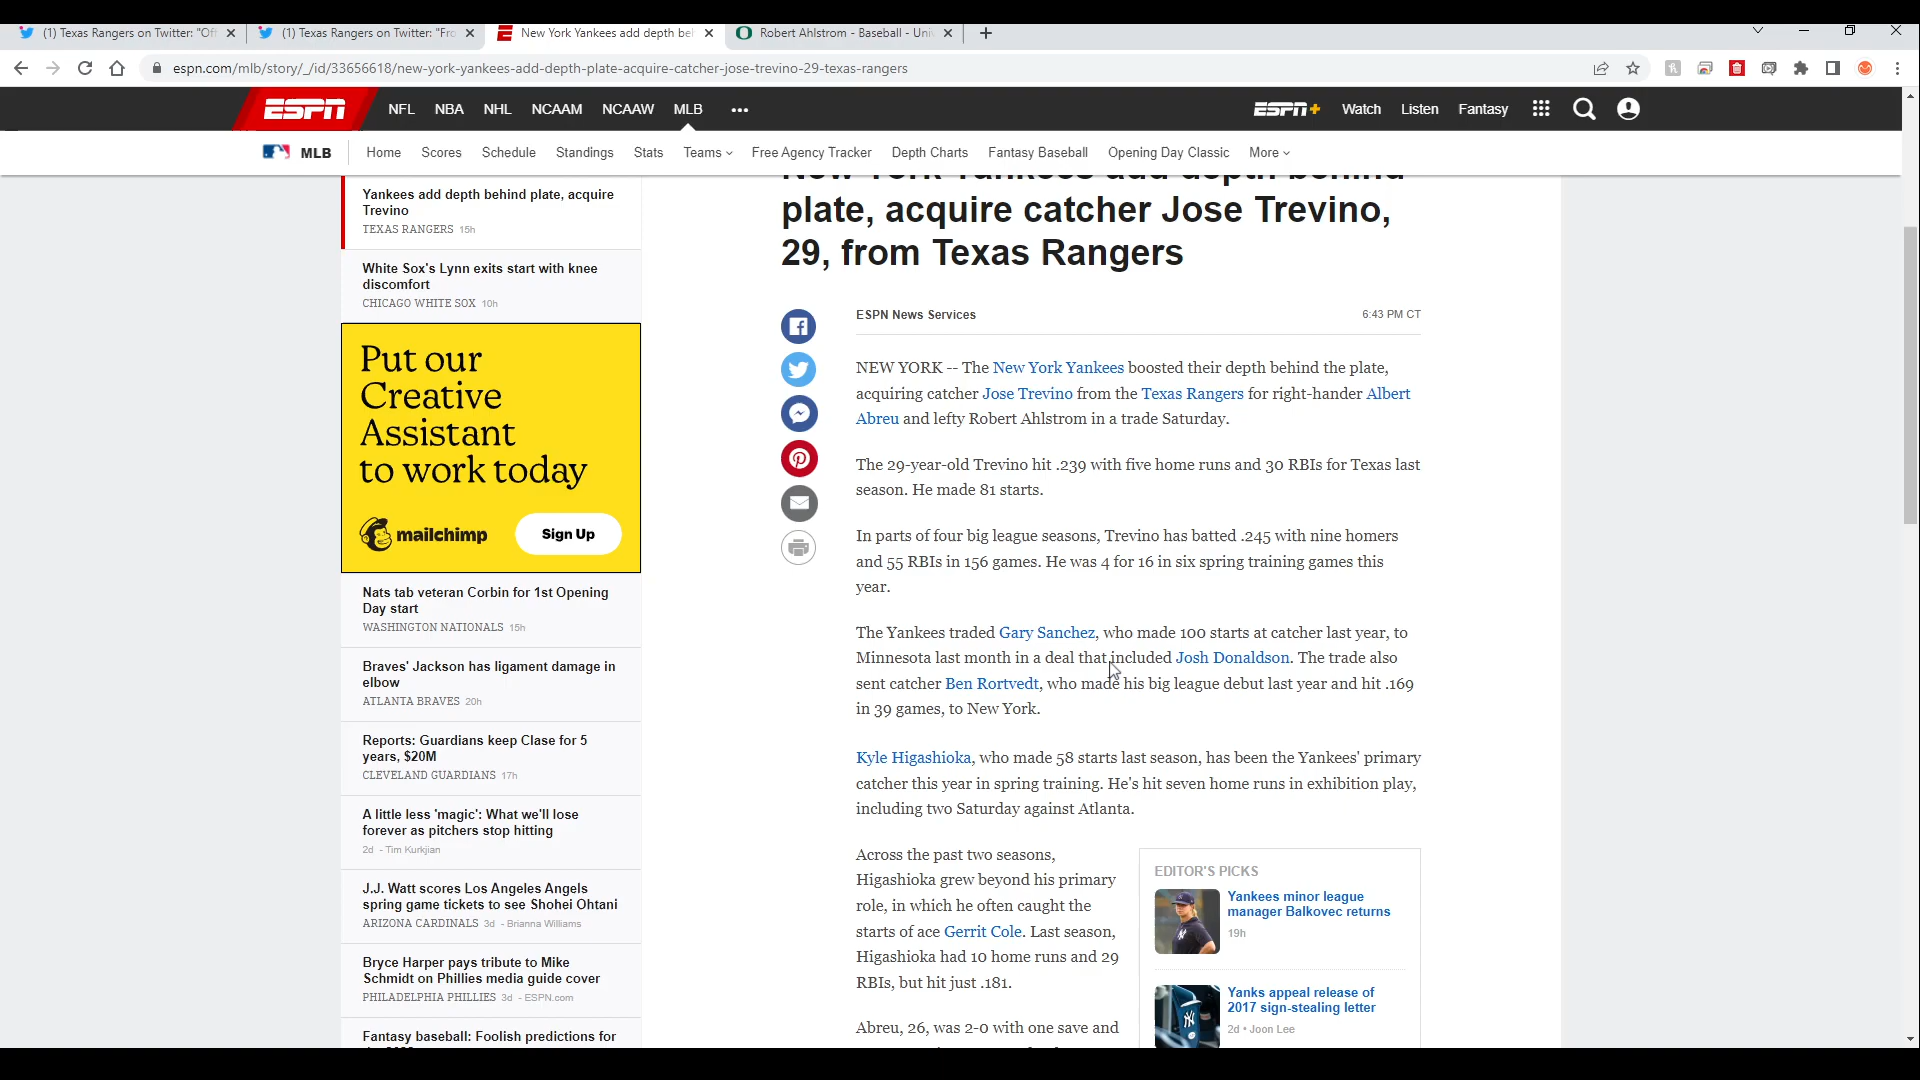 (1) Texas Rangers on Twitter: "Off
(1) Texas Rangers on Twitter: "Fro
New York Yankees add depth beh
Robert Ahlstrom - Baseball - Univ
espn.com/mlb/story/_/id/33656618/new-york-yankees-add-depth-plate-acquire-catcher-jose-trevino-29-texas-rangers
ESPN NFL NBA NHL NCAAM NCAAW MLB ••• ESPN+ Watch Listen Fantasy
MLB Home Scores Schedule Standings Stats Teams Free Agency Tracker Depth Charts Fantasy Baseball Opening Day Classic More
Yankees add depth behind plate, acquire
Trevino
TEXAS RANGERS 15h
White Sox's Lynn exits start with knee
discomfort
CHICAGO WHITE SOX 10h
Put our
Creative
Assistant
to work today
mailchimp Sign Up
Nats tab veteran Corbin for 1st Opening
Day start
WASHINGTON NATIONALS 15h
Braves' Jackson has ligament damage in
elbow
ATLANTA BRAVES 20h
Reports: Guardians keep Clase for 5
years, $20M
CLEVELAND GUARDIANS 17h
A little less 'magic': What we'll lose
forever as pitchers stop hitting
2d - Tim Kurkjian
J.J. Watt scores Los Angeles Angels
spring game tickets to see Shohei Ohtani
ARIZONA CARDINALS 3d - Brianna Williams
Bryce Harper pays tribute to Mike
Schmidt on Phillies media guide cover
PHILADELPHIA PHILLIES 3d - ESPN.com
Fantasy baseball: Foolish predictions for
New York Yankees add depth behind
plate, acquire catcher Jose Trevino,
29, from Texas Rangers
ESPN News Services 6:43 PM CT
NEW YORK -- The New York Yankees boosted their depth behind the plate,
acquiring catcher Jose Trevino from the Texas Rangers for right-hander Albert
Abreu and lefty Robert Ahlstrom in a trade Saturday.
The 29-year-old Trevino hit .239 with five home runs and 30 RBIs for Texas last
season. He made 81 starts.
In parts of four big league seasons, Trevino has batted .245 with nine homers
and 55 RBIs in 156 games. He was 4 for 16 in six spring training games this
year.
The Yankees traded Gary Sanchez, who made 100 starts at catcher last year, to
Minnesota last month in a deal that included Josh Donaldson. The trade also
sent catcher Ben Rortvedt, who made his big league debut last year and hit .169
in 39 games, to New York.
Kyle Higashioka, who made 58 starts last season, has been the Yankees' primary
catcher this year in spring training. He's hit seven home runs in exhibition play,
including two Saturday against Atlanta.
Across the past two seasons,
Higashioka grew beyond his primary
role, in which he often caught the
starts of ace Gerrit Cole. Last season,
Higashioka had 10 home runs and 29
RBIs, but hit just .181.
Abreu, 26, was 2-0 with one save and
EDITOR'S PICKS
Yankees minor league
manager Balkovec returns
19h
Yanks appeal release of
2017 sign-stealing letter
2d • Joon Lee